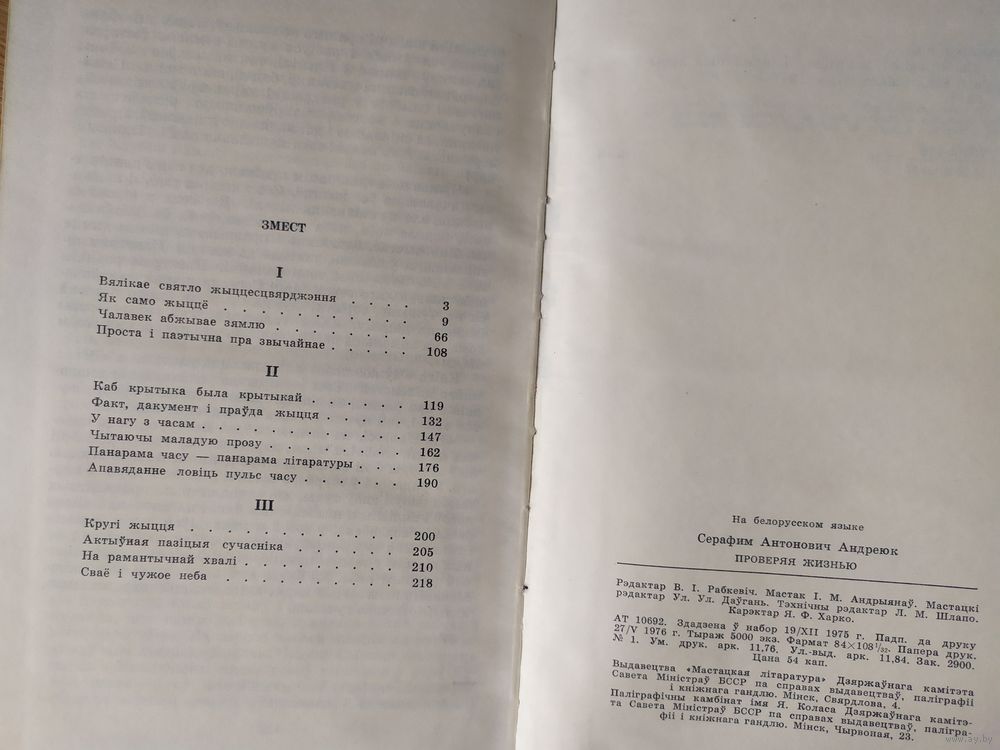 ЗМЕСТ
I
Вялікае святло жыццесцвярджэння . . . . 3
Як само жыццё . . . . . . . . . . 9
Чалавек абжывае зямлю . . . . . . . 66
Проста і паэтычна пра звычайнае . . . . . 108
II
Каб крытыка была крытыкай . . . . . . 119
Факт, дакумент і праўда жыцця . . . . . 132
У нагу з часам . . . . . . . . . . . 147
Чытаючы маладую прозу . . . . . . . . 162
Панарама часу — панарама літаратуры . . . 176
Апавяданне ловіць пульс часу . . . . . . 190
III
Кругі жыцця . . . . . . . . . . . . 200
Актыўная пазіцыя сучасніка . . . . . . 205
На рамантычнай хвалі . . . . . . . . . 210
Сваё і чужое неба . . . . . . . . . . 218
На белорусском языке
Серафим Антонович Андреюк
ПРОВЕРЯЯ ЖИЗНЬЮ
Рэдактар В. І. Рабкевіч. Мастак І. М. Андрыянаў. Мастацкі
рэдактар Ул. Ул. Даўгань. Тэхнічны рэдактар Л. М. Шлапо.
Карэктар Я. Ф. Харко.
АТ 10692. Здадзена ў набор 19/XII 1975 г. Падп. да друку
27/V 1976 г. Тыраж 5000 экз. Фармат 84×108 1/32. Папера друк.
№ 1. Ум. друк. арк. 11,76. Ул.-выд. арк. 11,84. Зак. 2900.
Цана 54 кап.
Выдавецтва «Мастацкая літаратура» Дзяржаўнага камітэта
Савета Міністраў БССР па справах выдавецтваў, паліграфіі
і кніжнага гандлю. Мінск, Свярдлова, 4.
Паліграфічны камбінат імя Я. Коласа Дзяржаўнага камітэ-
та Савета Міністраў БССР па справах выдавецтваў, паліграфіі і кніжнага гандлю. Мінск, Чырвоная, 23.
www.ay.by